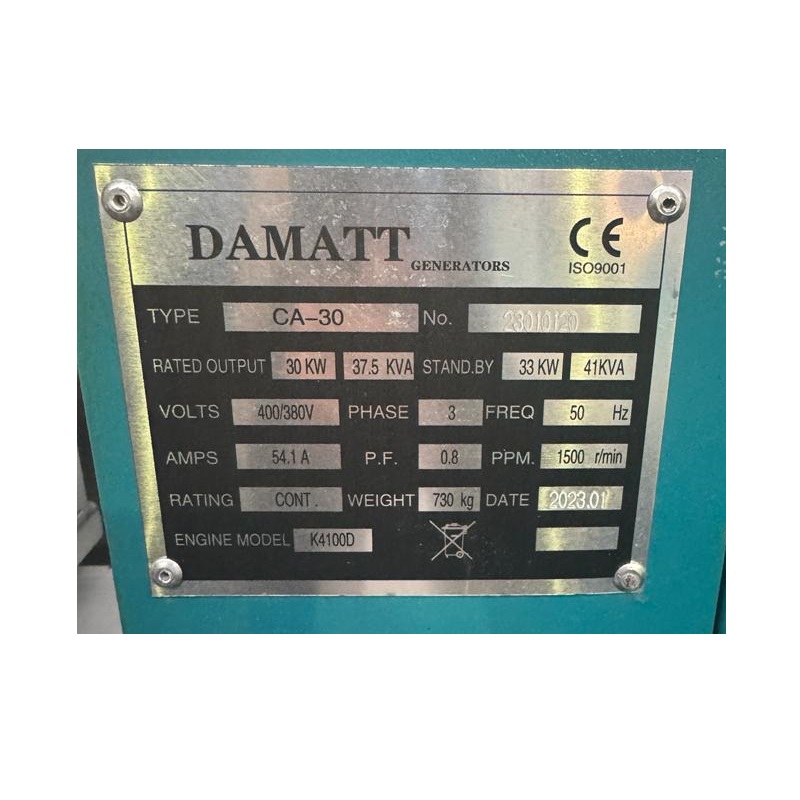 DAMATT GENERATORS
CE
ISO9001
TYPE CA-30 No. 23010120
RATED OUTPUT 30 KW 37.5 KVA STAND.BY 33 KW 41KVA
VOLTS 400/380V PHASE 3 FREQ 50 Hz
AMPS 54.1 A P.F. 0.8 PPM. 1500 r/min
RATING CONT. WEIGHT 730 kg DATE 2023.01
ENGINE MODEL K4100D